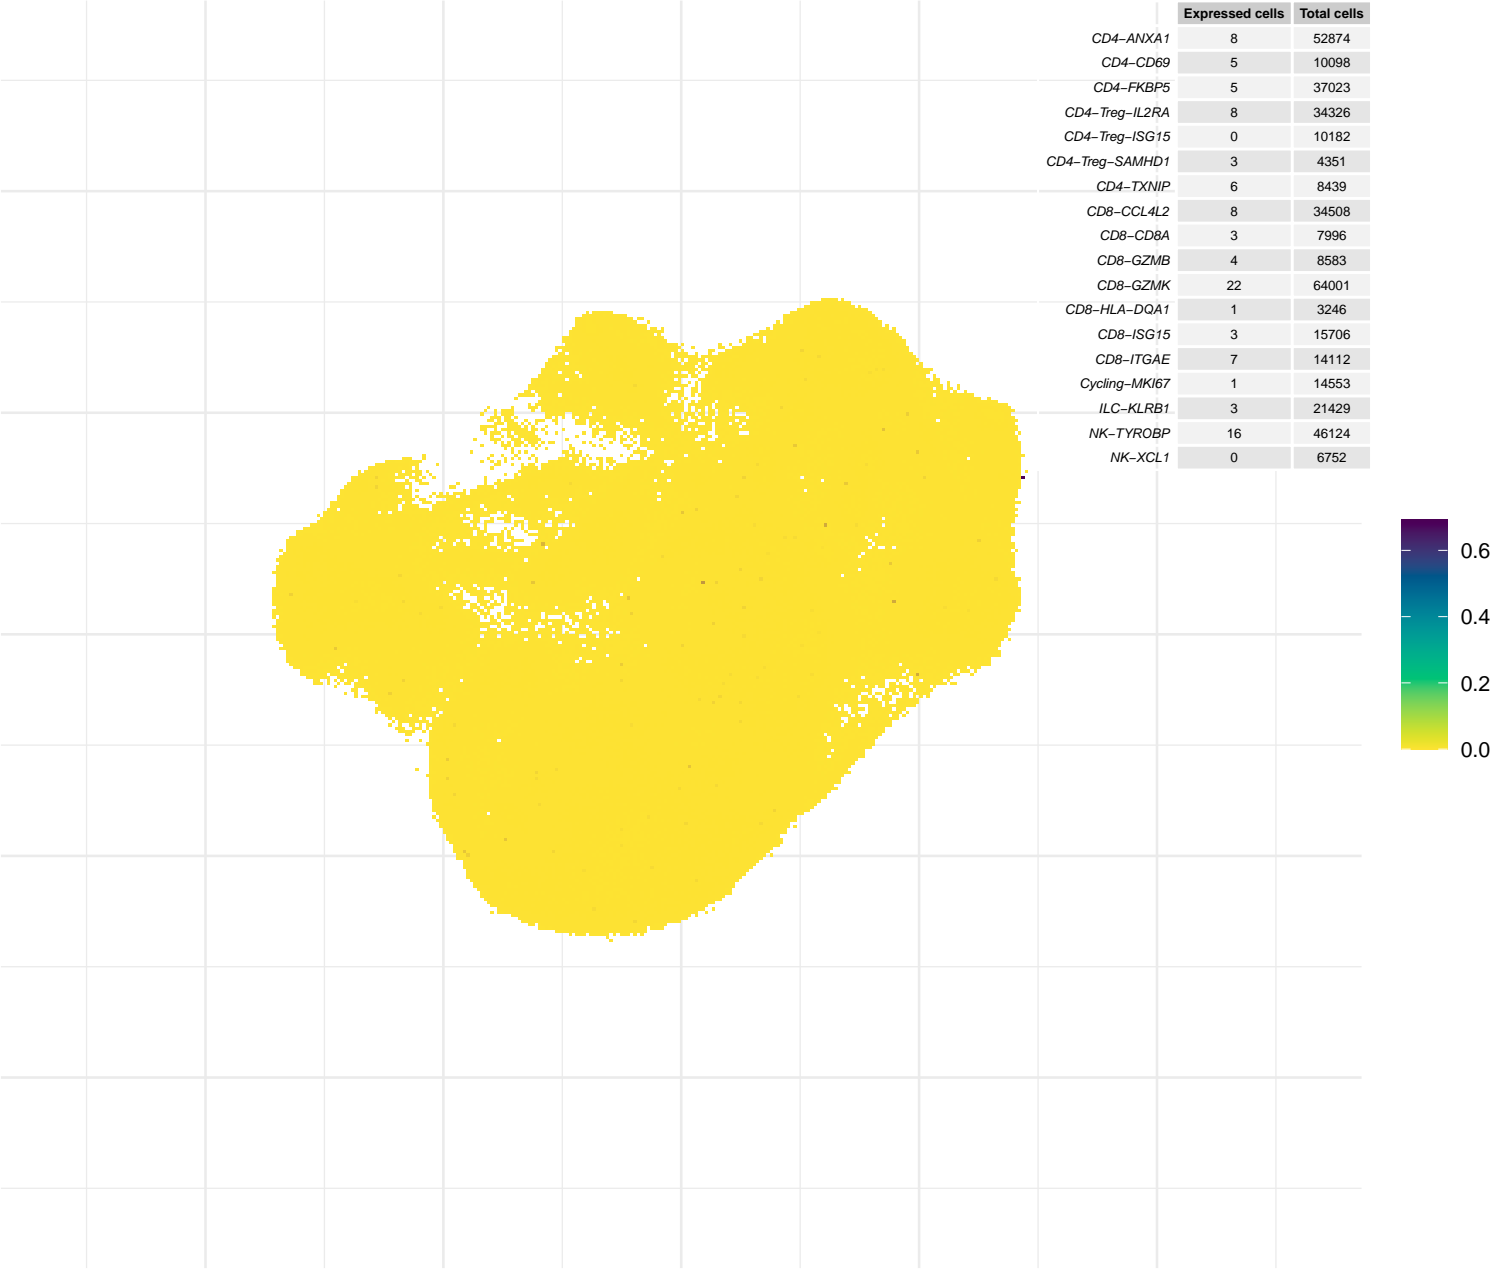 Expressed cells Total cells
CD4−ANXA1 8 52874
CD4−CD69 5 10098
CD4−FKBP5 5 37023
CD4−Treg−IL2RA 8 34326
CD4−Treg−ISG15 0 10182
CD4−Treg−SAMHD1 3 4351
CD4−TXNIP 6 8439
CD8−CCL4L2 8 34508
CD8−CD8A 3 7996
CD8−GZMB 4 8583
CD8−GZMK 22 64001
CD8−HLA−DQA1 1 3246
CD8−ISG15 3 15706
CD8−ITGAE 7 14112
Cycling−MKI67 1 14553
ILC−KLRB1 3 21429
NK−TYROBP 16 46124
NK−XCL1 0 6752
0.6
0.4
0.2
0.0